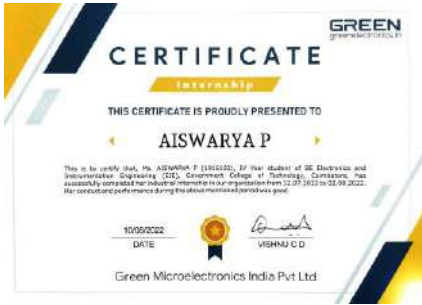 GREEN
greenelectronics.in
CERTIFICATE
Internship
THIS CERTIFICATE IS PROUDLY PRESENTED TO
AISWARYA P
This is to certify that, Ms. AISWARYA P (1916102), IV Year student of BE Electronics and
Instrumentation Engineering (EIE), Government College of Technology, Coimbatore, has
successfully completed her industrial internship in our organization from 22.07.2022 to 02.08.2022.
Her conduct and performance during the above mentioned period was good.
10/08/2022
DATE
VISHNU C D
Green Microelectronics India Pvt Ltd